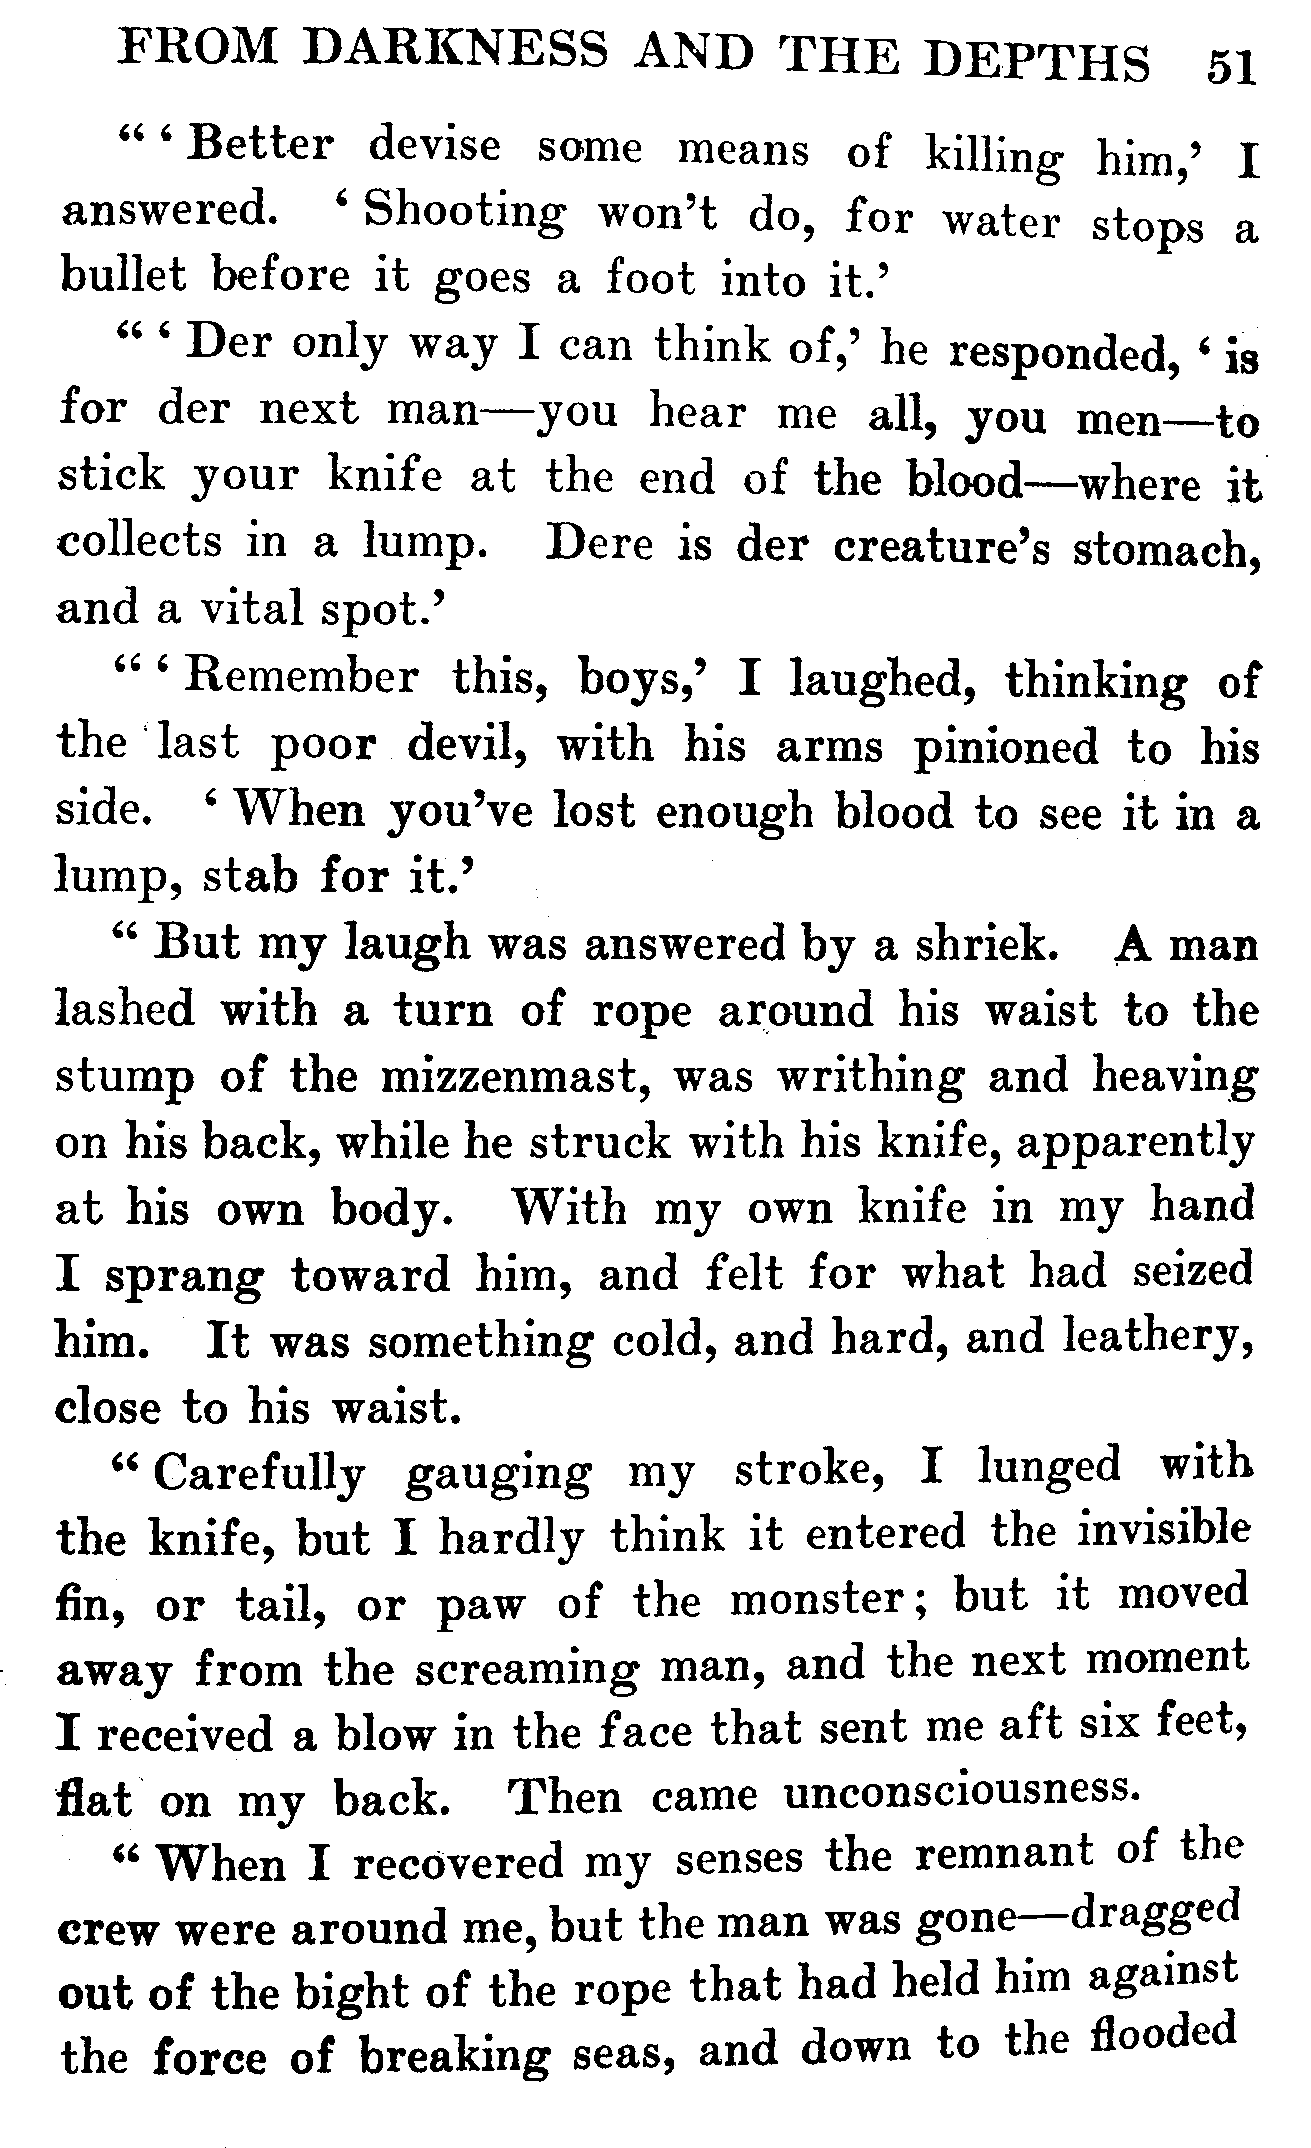 FROM DARKNESS AND THE DEPTHS 51
“ ‘ Better devise some means of killing him,’ I
answered. ‘ Shooting won’t do, for water stops a
bullet before it goes a foot into it.’
“ ‘ Der only way I can think of,’ he responded, ‘ is
for der next man—you hear me all, you men—to
stick your knife at the end of the blood—where it
collects in a lump. Dere is der creature’s stomach,
and a vital spot.’
“ ‘ Remember this, boys,’ I laughed, thinking of
the last poor devil, with his arms pinioned to his
side. ‘ When you’ve lost enough blood to see it in a
lump, stab for it.’
“ But my laugh was answered by a shriek. A man
lashed with a turn of rope around his waist to the
stump of the mizzenmast, was writhing and heaving
on his back, while he struck with his knife, apparently
at his own body. With my own knife in my hand
I sprang toward him, and felt for what had seized
him. It was something cold, and hard, and leathery,
close to his waist.
“ Carefully gauging my stroke, I lunged with
the knife, but I hardly think it entered the invisible
fin, or tail, or paw of the monster; but it moved
away from the screaming man, and the next moment
I received a blow in the face that sent me aft six feet,
flat on my back. Then came unconsciousness.
“ When I recovered my senses the remnant of the
crew were around me, but the man was gone—dragged
out of the bight of the rope that had held him against
the force of breaking seas, and down to the flooded